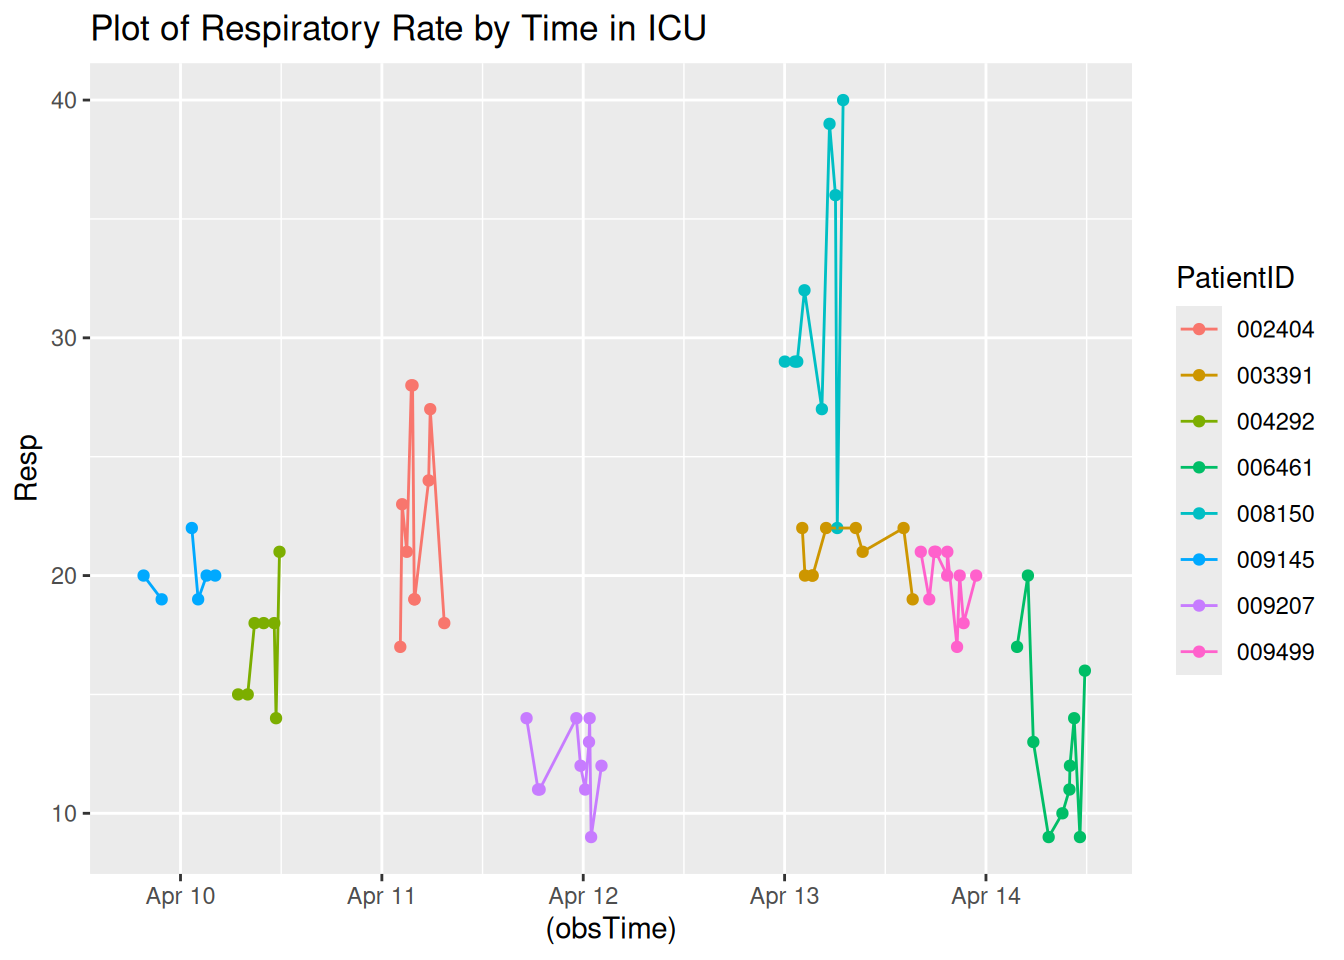 Plot of Respiratory Rate by Time in ICU
Resp
40
30
20
10
Apr 10
Apr 11
Apr 12
Apr 13
Apr 14
(obsTime)
PatientID
002404
003391
004292
006461
008150
009145
009207
009499